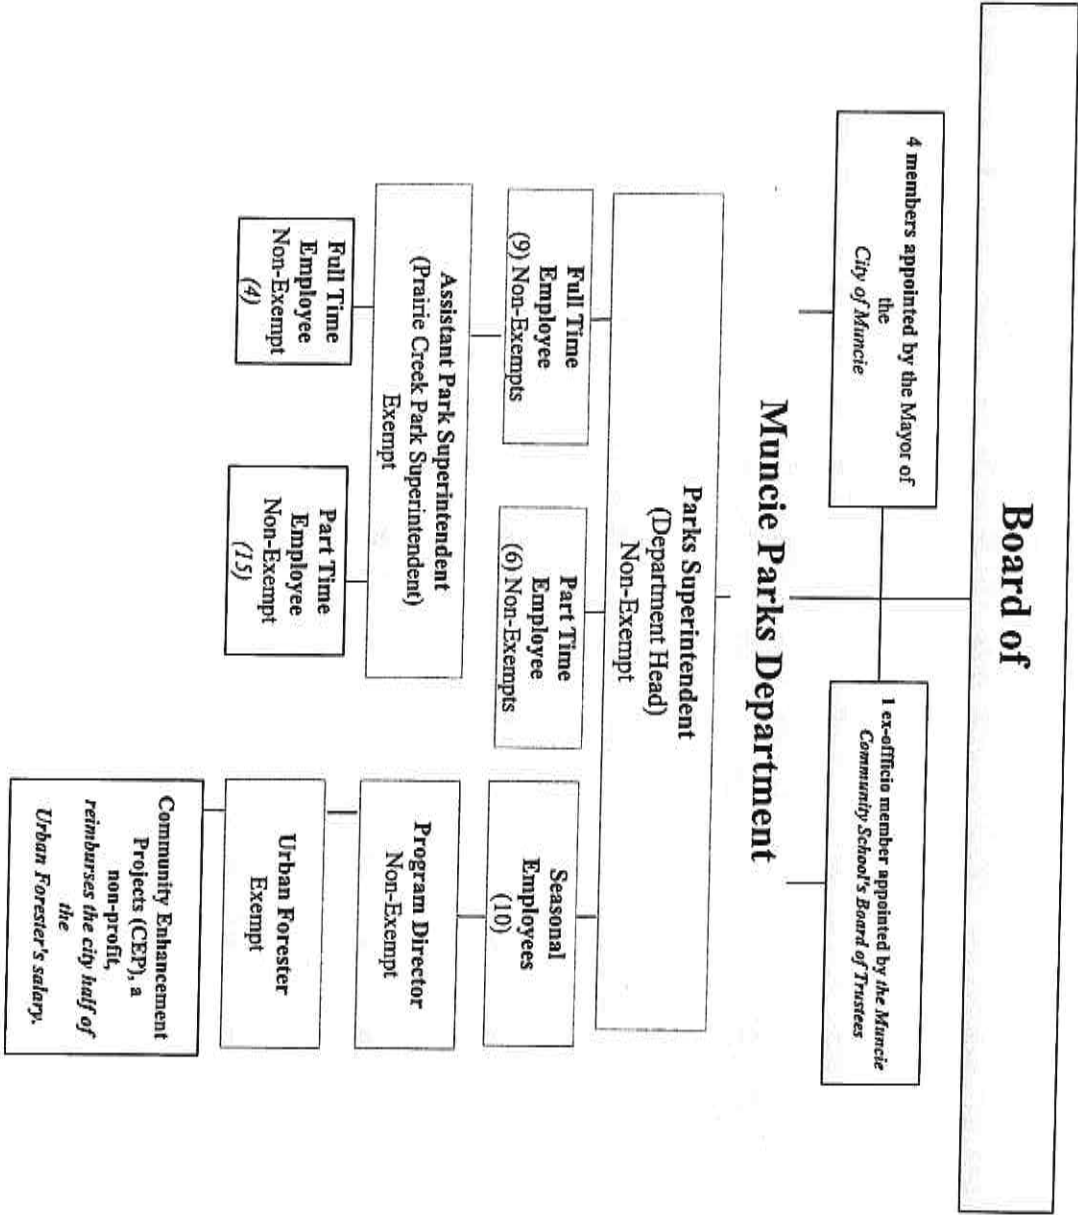 Board of
4 members appointed by the Mayor of
the
City of Muncie
1 ex-offficio member appointed by the Muncie
Community School's Board of Trustees
Muncie Parks Department
Parks Superintendent
(Department Head)
Non-Exempt
Full Time
Employee
(9) Non-Exempts
Part Time
Employee
(6) Non-Exempts
Seasonal
Employees
(10)
Assistant Park Superintendent
(Prairie Creek Park Superintendent)
Exempt
Program Director
Non-Exempt
Full Time
Employee
Non-Exempt
(4)
Part Time
Employee
Non-Exempt
(15)
Urban Forester
Exempt
Community Enhancement
Projects (CEP), a
non-profit,
reimburses the city half of
the
Urban Forester's salary.